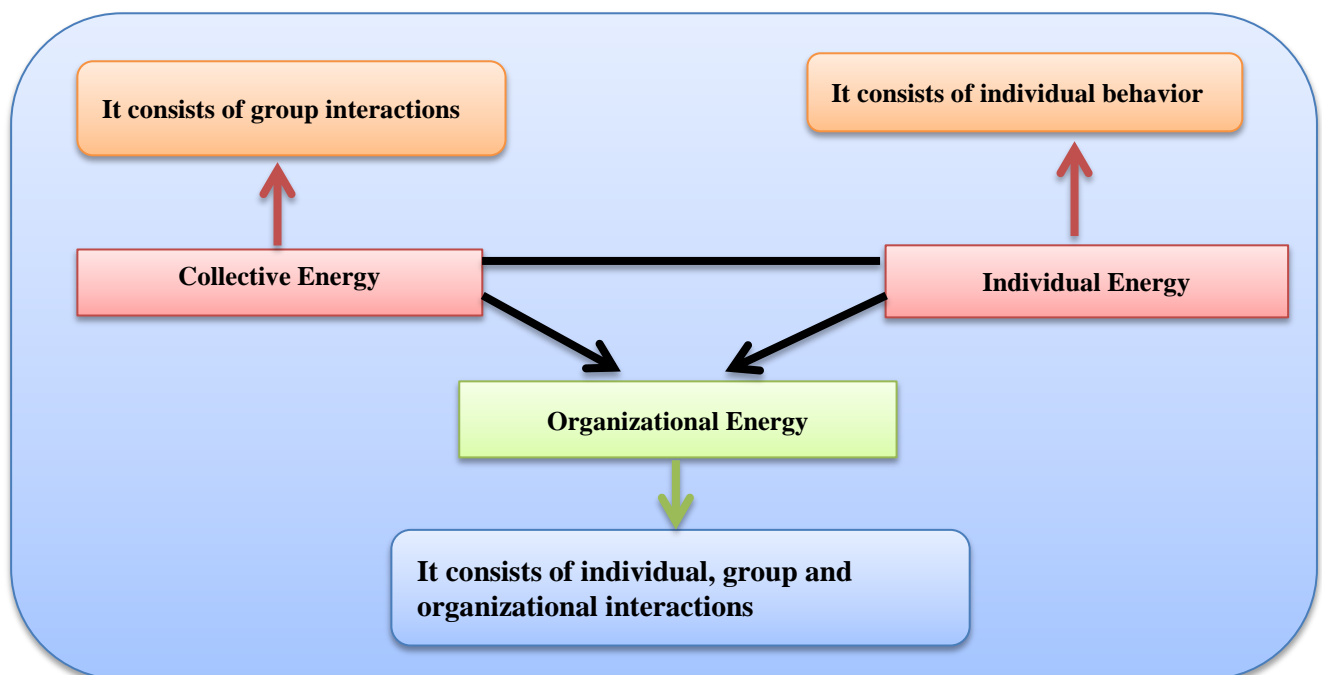 It consists of group interactions
It consists of individual behavior
Collective Energy
Individual Energy
Organizational Energy
It consists of individual, group and
organizational interactions